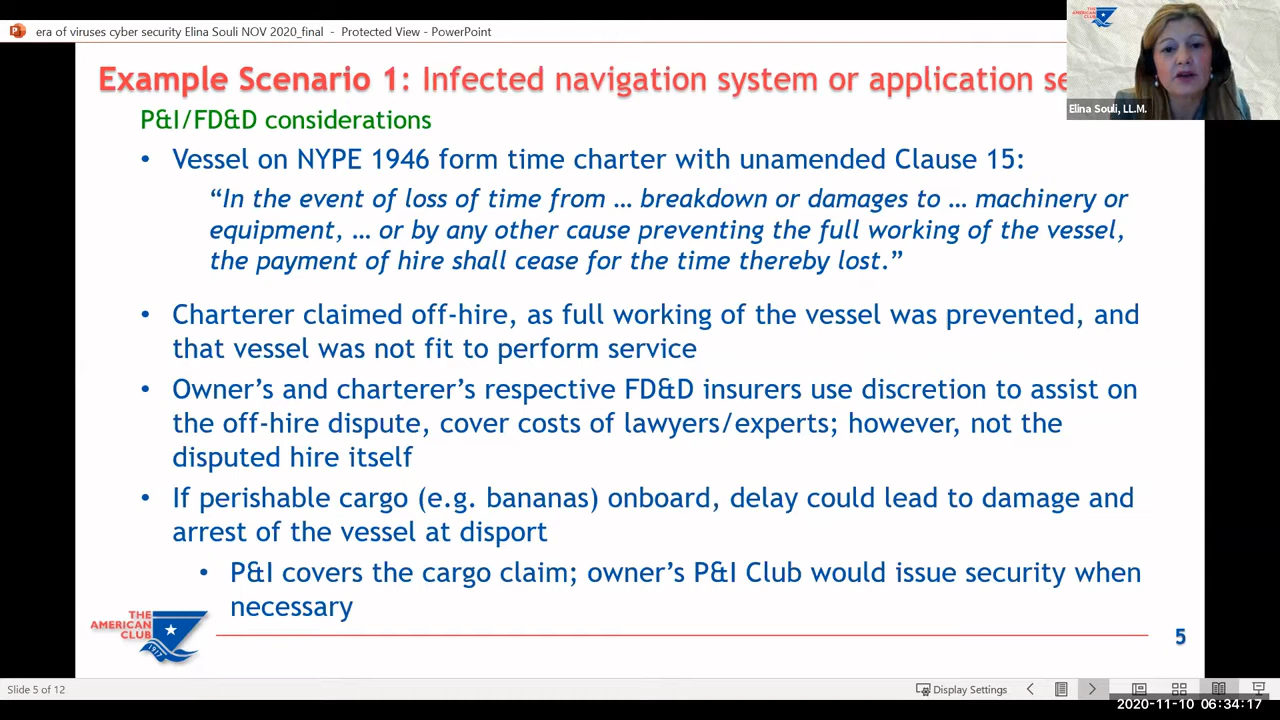 era of viruses cyber security Elina Souli NOV 2020_final - Protected View - PowerPoint
Elina Souli, LL.M.
Example Scenario 1: Infected navigation system or application se
P&I/FD&D considerations
• Vessel on NYPE 1946 form time charter with unamended Clause 15:
“In the event of loss of time from … breakdown or damages to … machinery or
equipment, … or by any other cause preventing the full working of the vessel,
the payment of hire shall cease for the time thereby lost.”
• Charterer claimed off-hire, as full working of the vessel was prevented, and
that vessel was not fit to perform service
• Owner’s and charterer’s respective FD&D insurers use discretion to assist on
the off-hire dispute, cover costs of lawyers/experts; however, not the
disputed hire itself
• If perishable cargo (e.g. bananas) onboard, delay could lead to damage and
arrest of the vessel at disport
• P&I covers the cargo claim; owner’s P&I Club would issue security when
necessary
THE
AMERICAN
CLUB
1917
5
Slide 5 of 12
Display Settings
2020-11-10 06:34:17